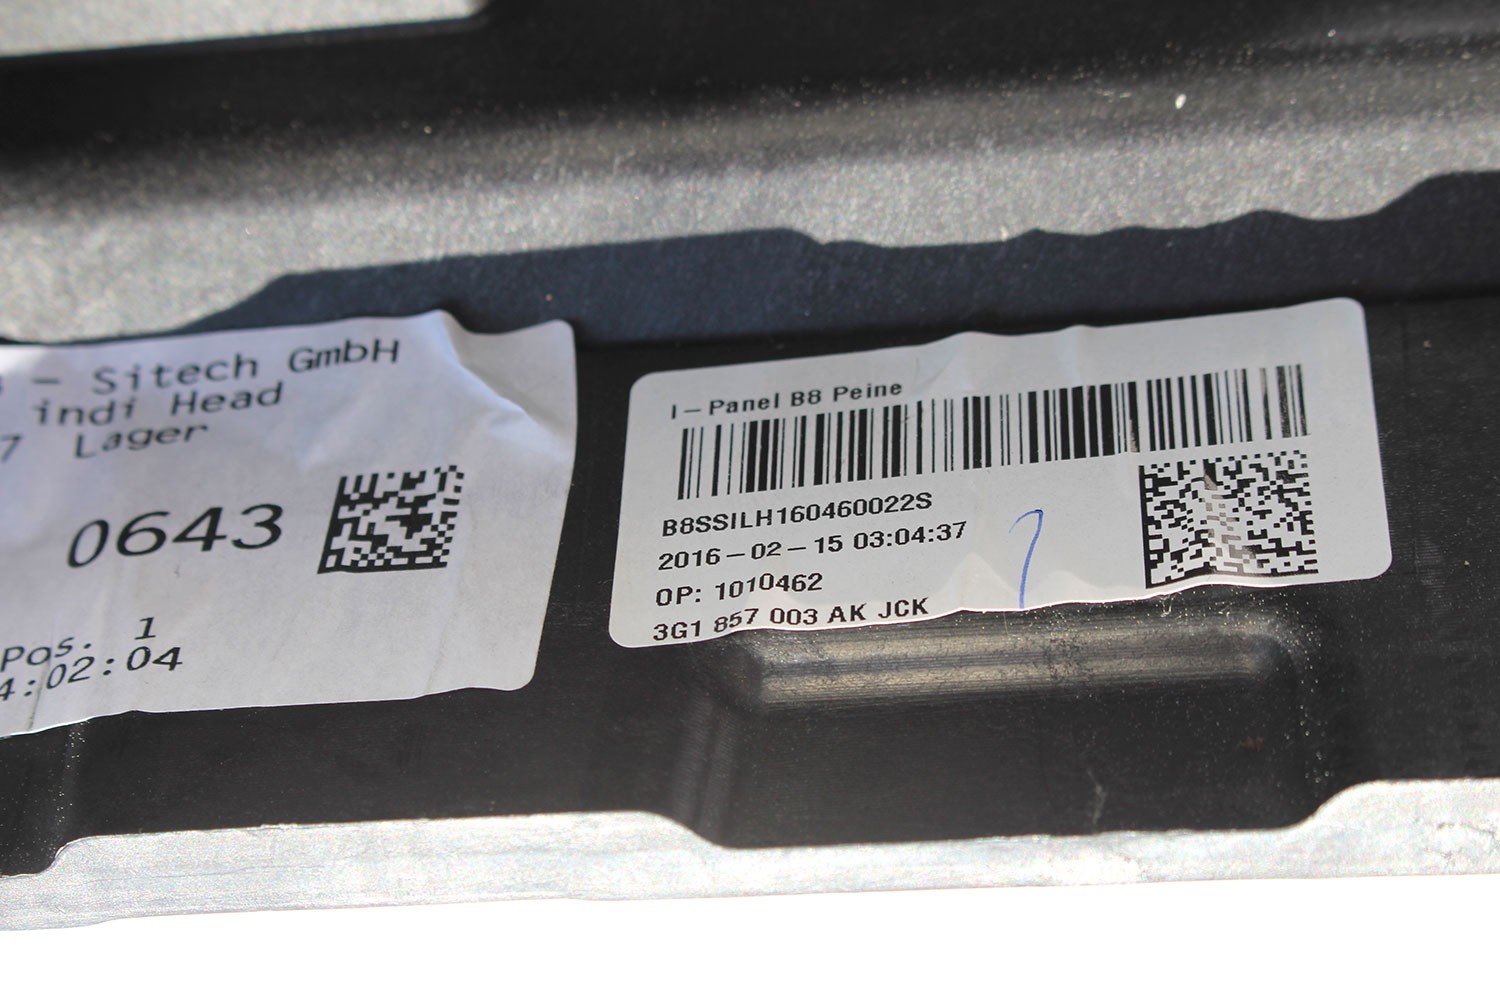 - Sitech GmbH
indi Head
7 Lager
0643
Pos. 1
4:02:04
I-Panel B8 Peine
B8SSILH160460022S
2016-02-15 03:04:37
OP: 1010462
3G1 857 003 AK JCK